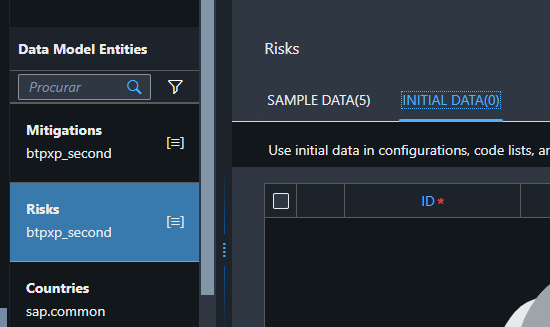 Data Model Entities
Procurar
Mitigations
btpxp_second
Risks
btpxp_second
Countries
sap.common
Risks
SAMPLE DATA(5) INITIAL DATA(0)
Use initial data in configurations, code lists, an
ID *